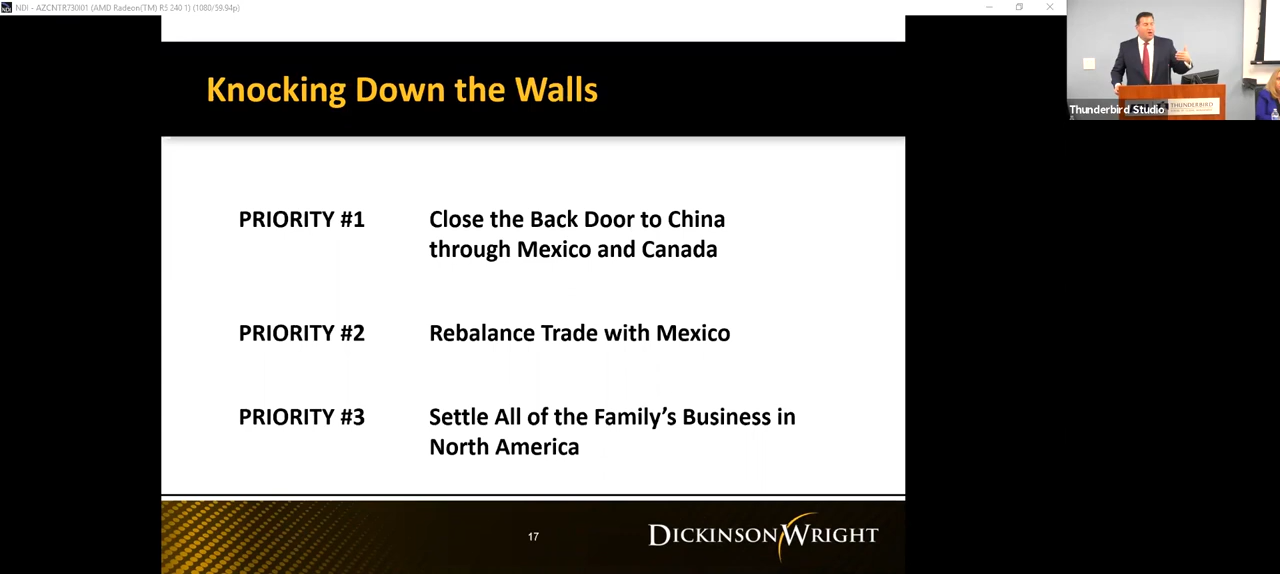 NDI - AZCNTR730I01 (AMD Radeon(TM) R5 240 1) (1080/59.94p)
Knocking Down the Walls
PRIORITY #1 Close the Back Door to China
through Mexico and Canada
PRIORITY #2 Rebalance Trade with Mexico
PRIORITY #3 Settle All of the Family's Business in
North America
17
DICKINSON WRIGHT
Thunderbird Studio
THUNDERBIRD